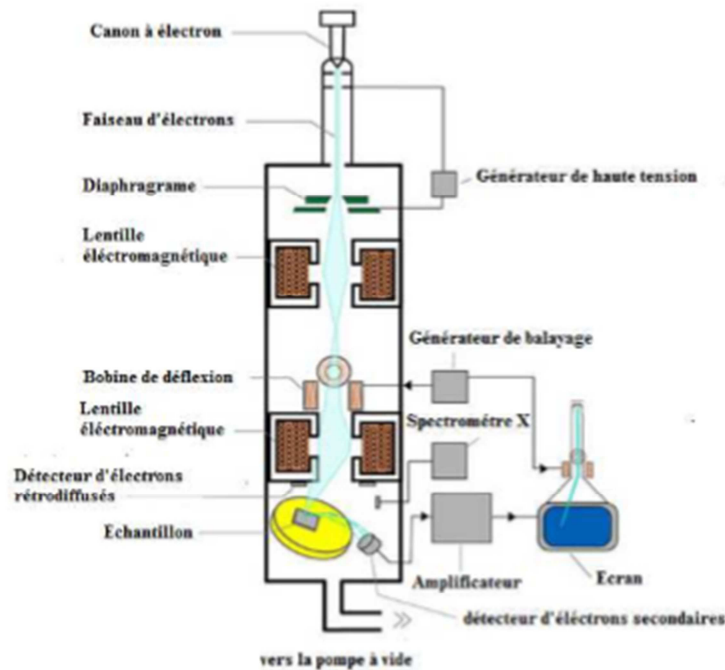 Canon à électron
Faiseau d'électrons
Diaphragrame
Générateur de haute tension
Lentille
éléctromagnétique
Générateur de balayage
Bobine de déflexion
Lentille
éléctromagnétique
Spectrométre X
Détecteur d'électrons
rétrodiffusés
Echantillon
Amplificateur
Ecran
détecteur d'éléctrons secondaires
vers la pompe à vide